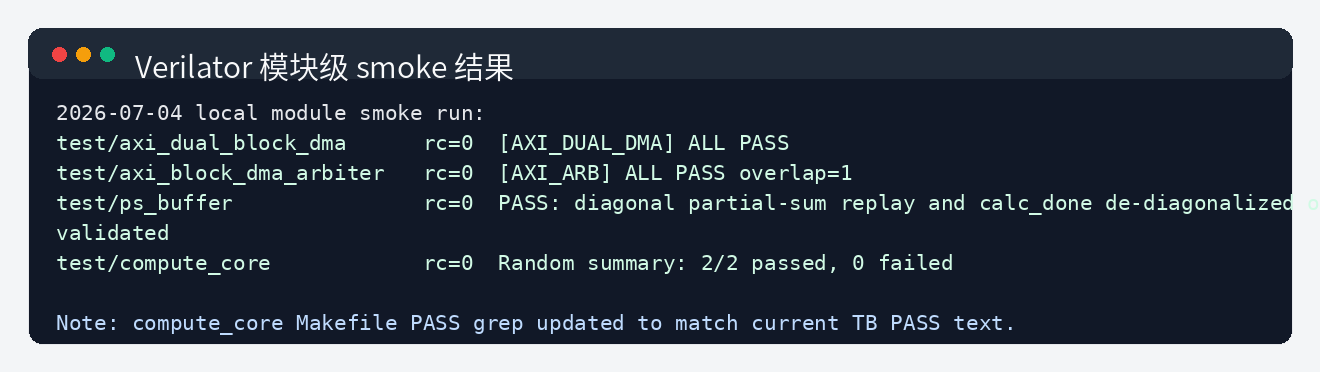 Verilator 模块级 smoke 结果
2026-07-04 local module smoke run:
test/axi_dual_block_dma rc=0 [AXI_DUAL_DMA] ALL PASS
test/axi_block_dma_arbiter rc=0 [AXI_ARB] ALL PASS overlap=1
test/ps_buffer rc=0 PASS: diagonal partial-sum replay and calc_done de-diagonalized
validated
test/compute_core rc=0 Random summary: 2/2 passed, 0 failed
Note: compute_core Makefile PASS grep updated to match current TB PASS text.